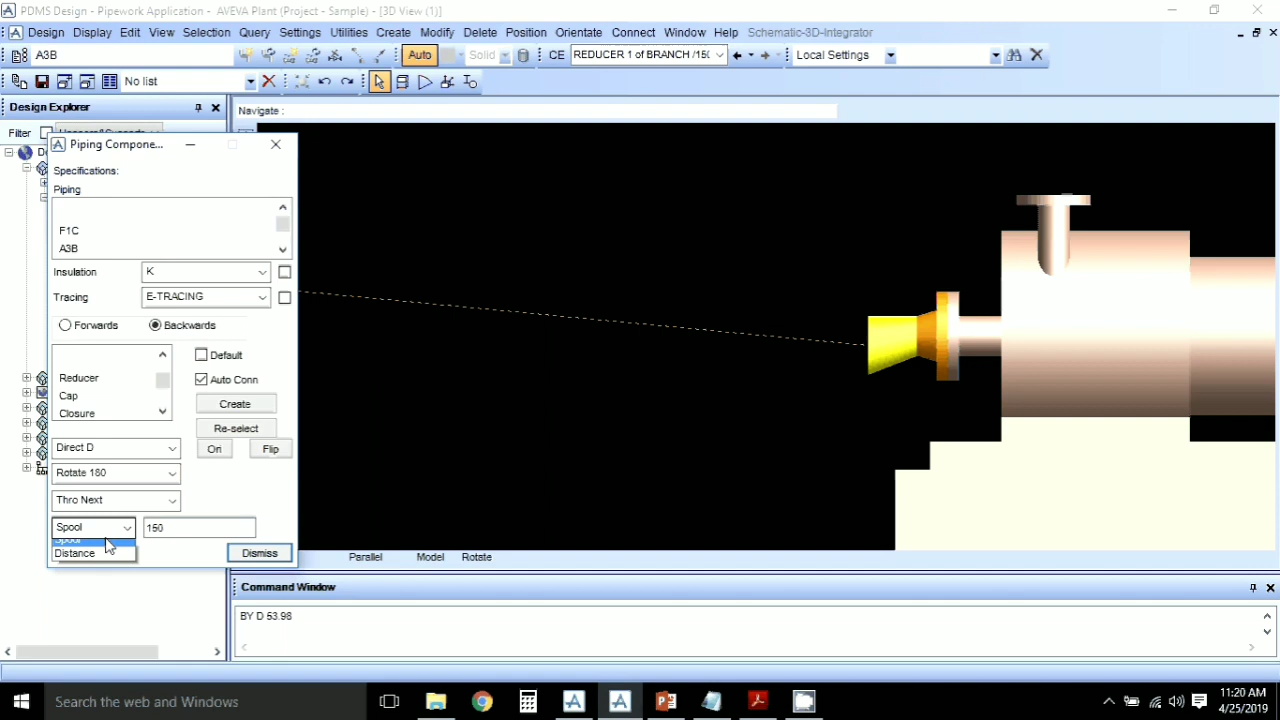 PDMS Design - Pipework Application - AVEVA Plant (Project - Sample) - [3D View (1)]
Design Display Edit View Selection Query Settings Utilities Create Modify Delete Position Orientate Connect Window Help Schematic-3D-Integrator
A3B Auto Solid CE REDUCER 1 of BRANCH /150 Local Settings
No list
Design Explorer
Navigate :
Filter
Piping Compone...
Specifications:
Piping
F1C
A3B
Insulation K
Tracing E-TRACING
Forwards Backwards
Default
Reducer
Auto Conn
Cap
Create
Closure
Re-select
Direct D
Ori Flip
Rotate 180
Thro Next
Spool 150
Spool
Distance
Dismiss
Parallel Model Rotate
Command Window
BY D 53.98
Search the web and Windows
11:20 AM
4/25/2019